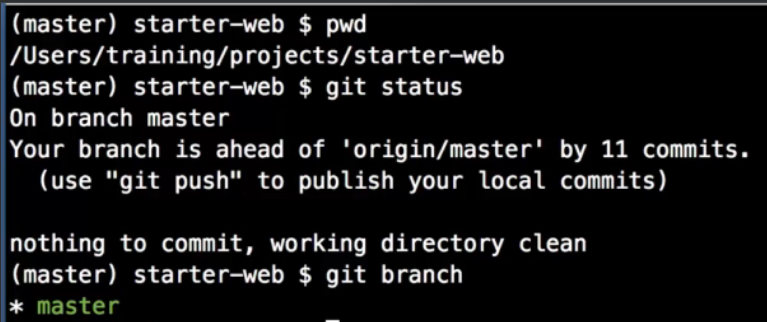 (master) starter-web $ pwd
/Users/training/projects/starter-web
(master) starter-web $ git status
On branch master
Your branch is ahead of 'origin/master' by 11 commits.
  (use "git push" to publish your local commits)

nothing to commit, working directory clean
(master) starter-web $ git branch
* master